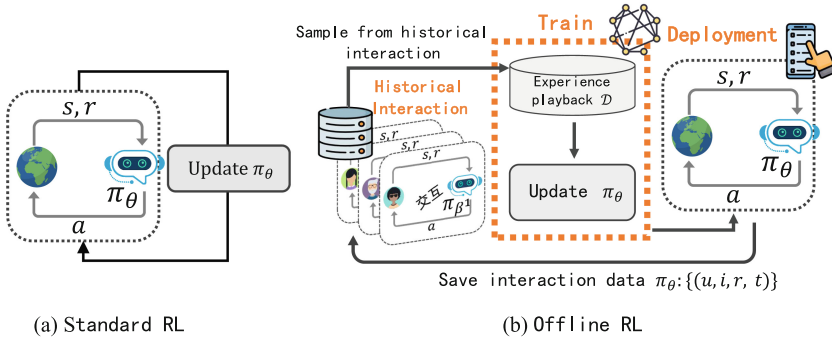 s, r
π_θ
a
Update π_θ
(a) Standard RL
Sample from historical
interaction
Historical
Interaction
s, r
s, r
s, r
交互
π_β¹
a
Train
Experience
playback 𝒟
Update π_θ
Deployment
s, r
π_θ
a
Save interaction data π_θ:{(u, i, r, t)}
(b) Offline RL